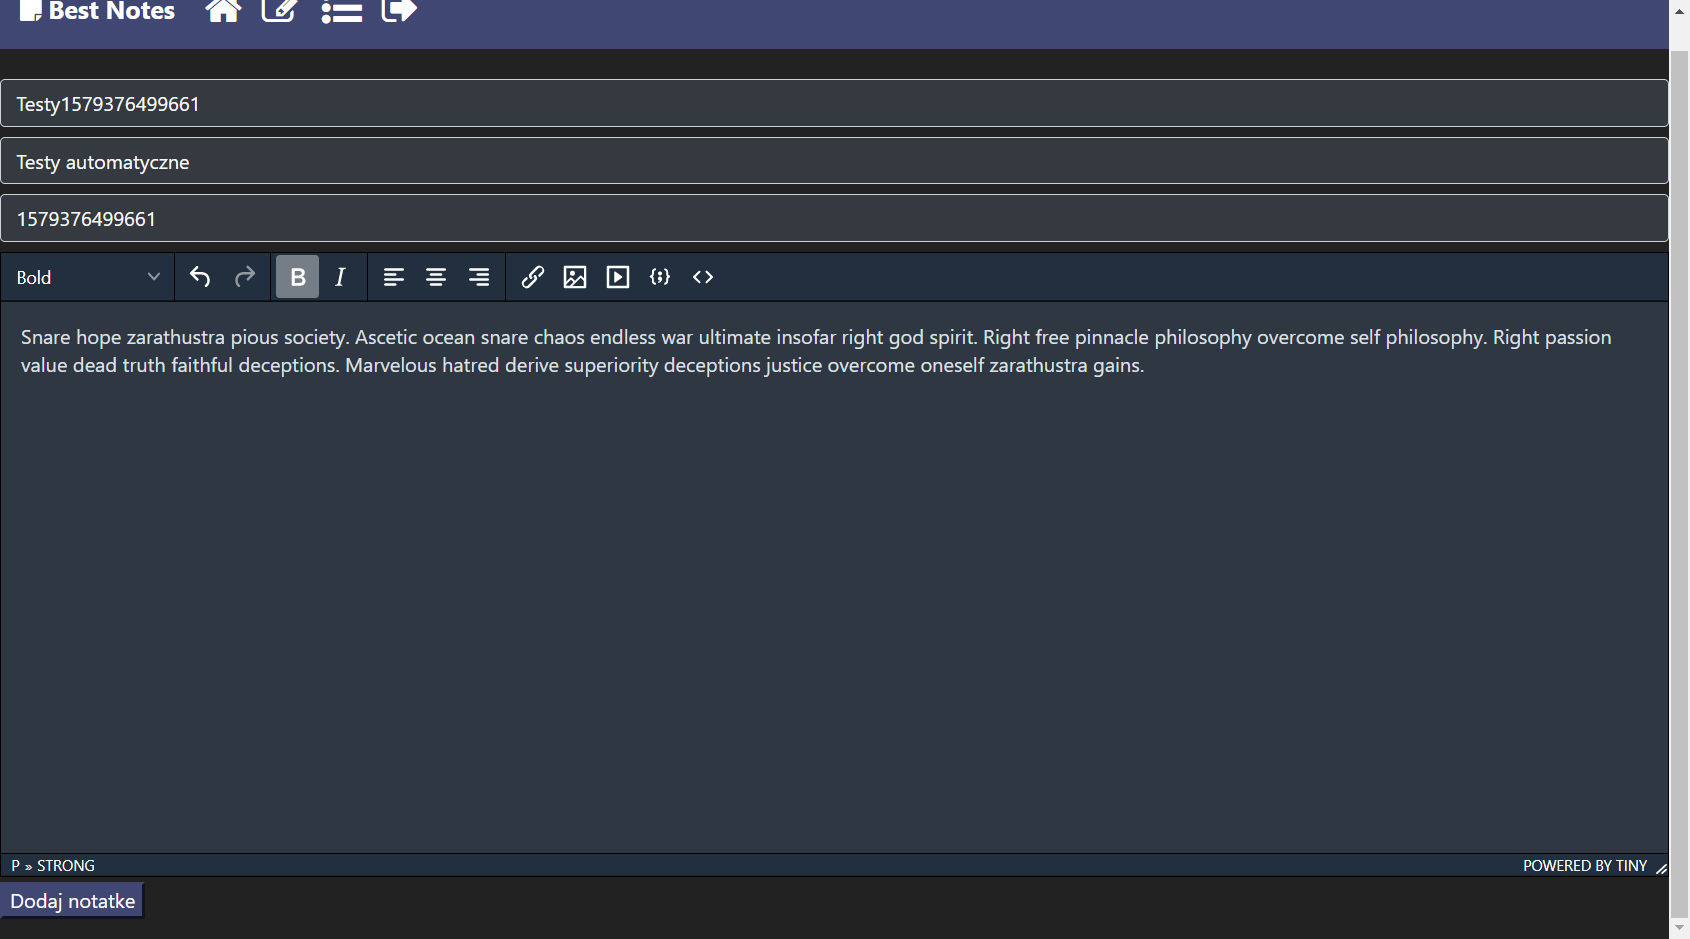 Best Notes
Testy1579376499661
Testy automatyczne
1579376499661
Bold
B I
Snare hope zarathustra pious society. Ascetic ocean snare chaos endless war ultimate insofar right god spirit. Right free pinnacle philosophy overcome self philosophy. Right passion
value dead truth faithful deceptions. Marvelous hatred derive superiority deceptions justice overcome oneself zarathustra gains.
P » STRONG
POWERED BY TINY
Dodaj notatke